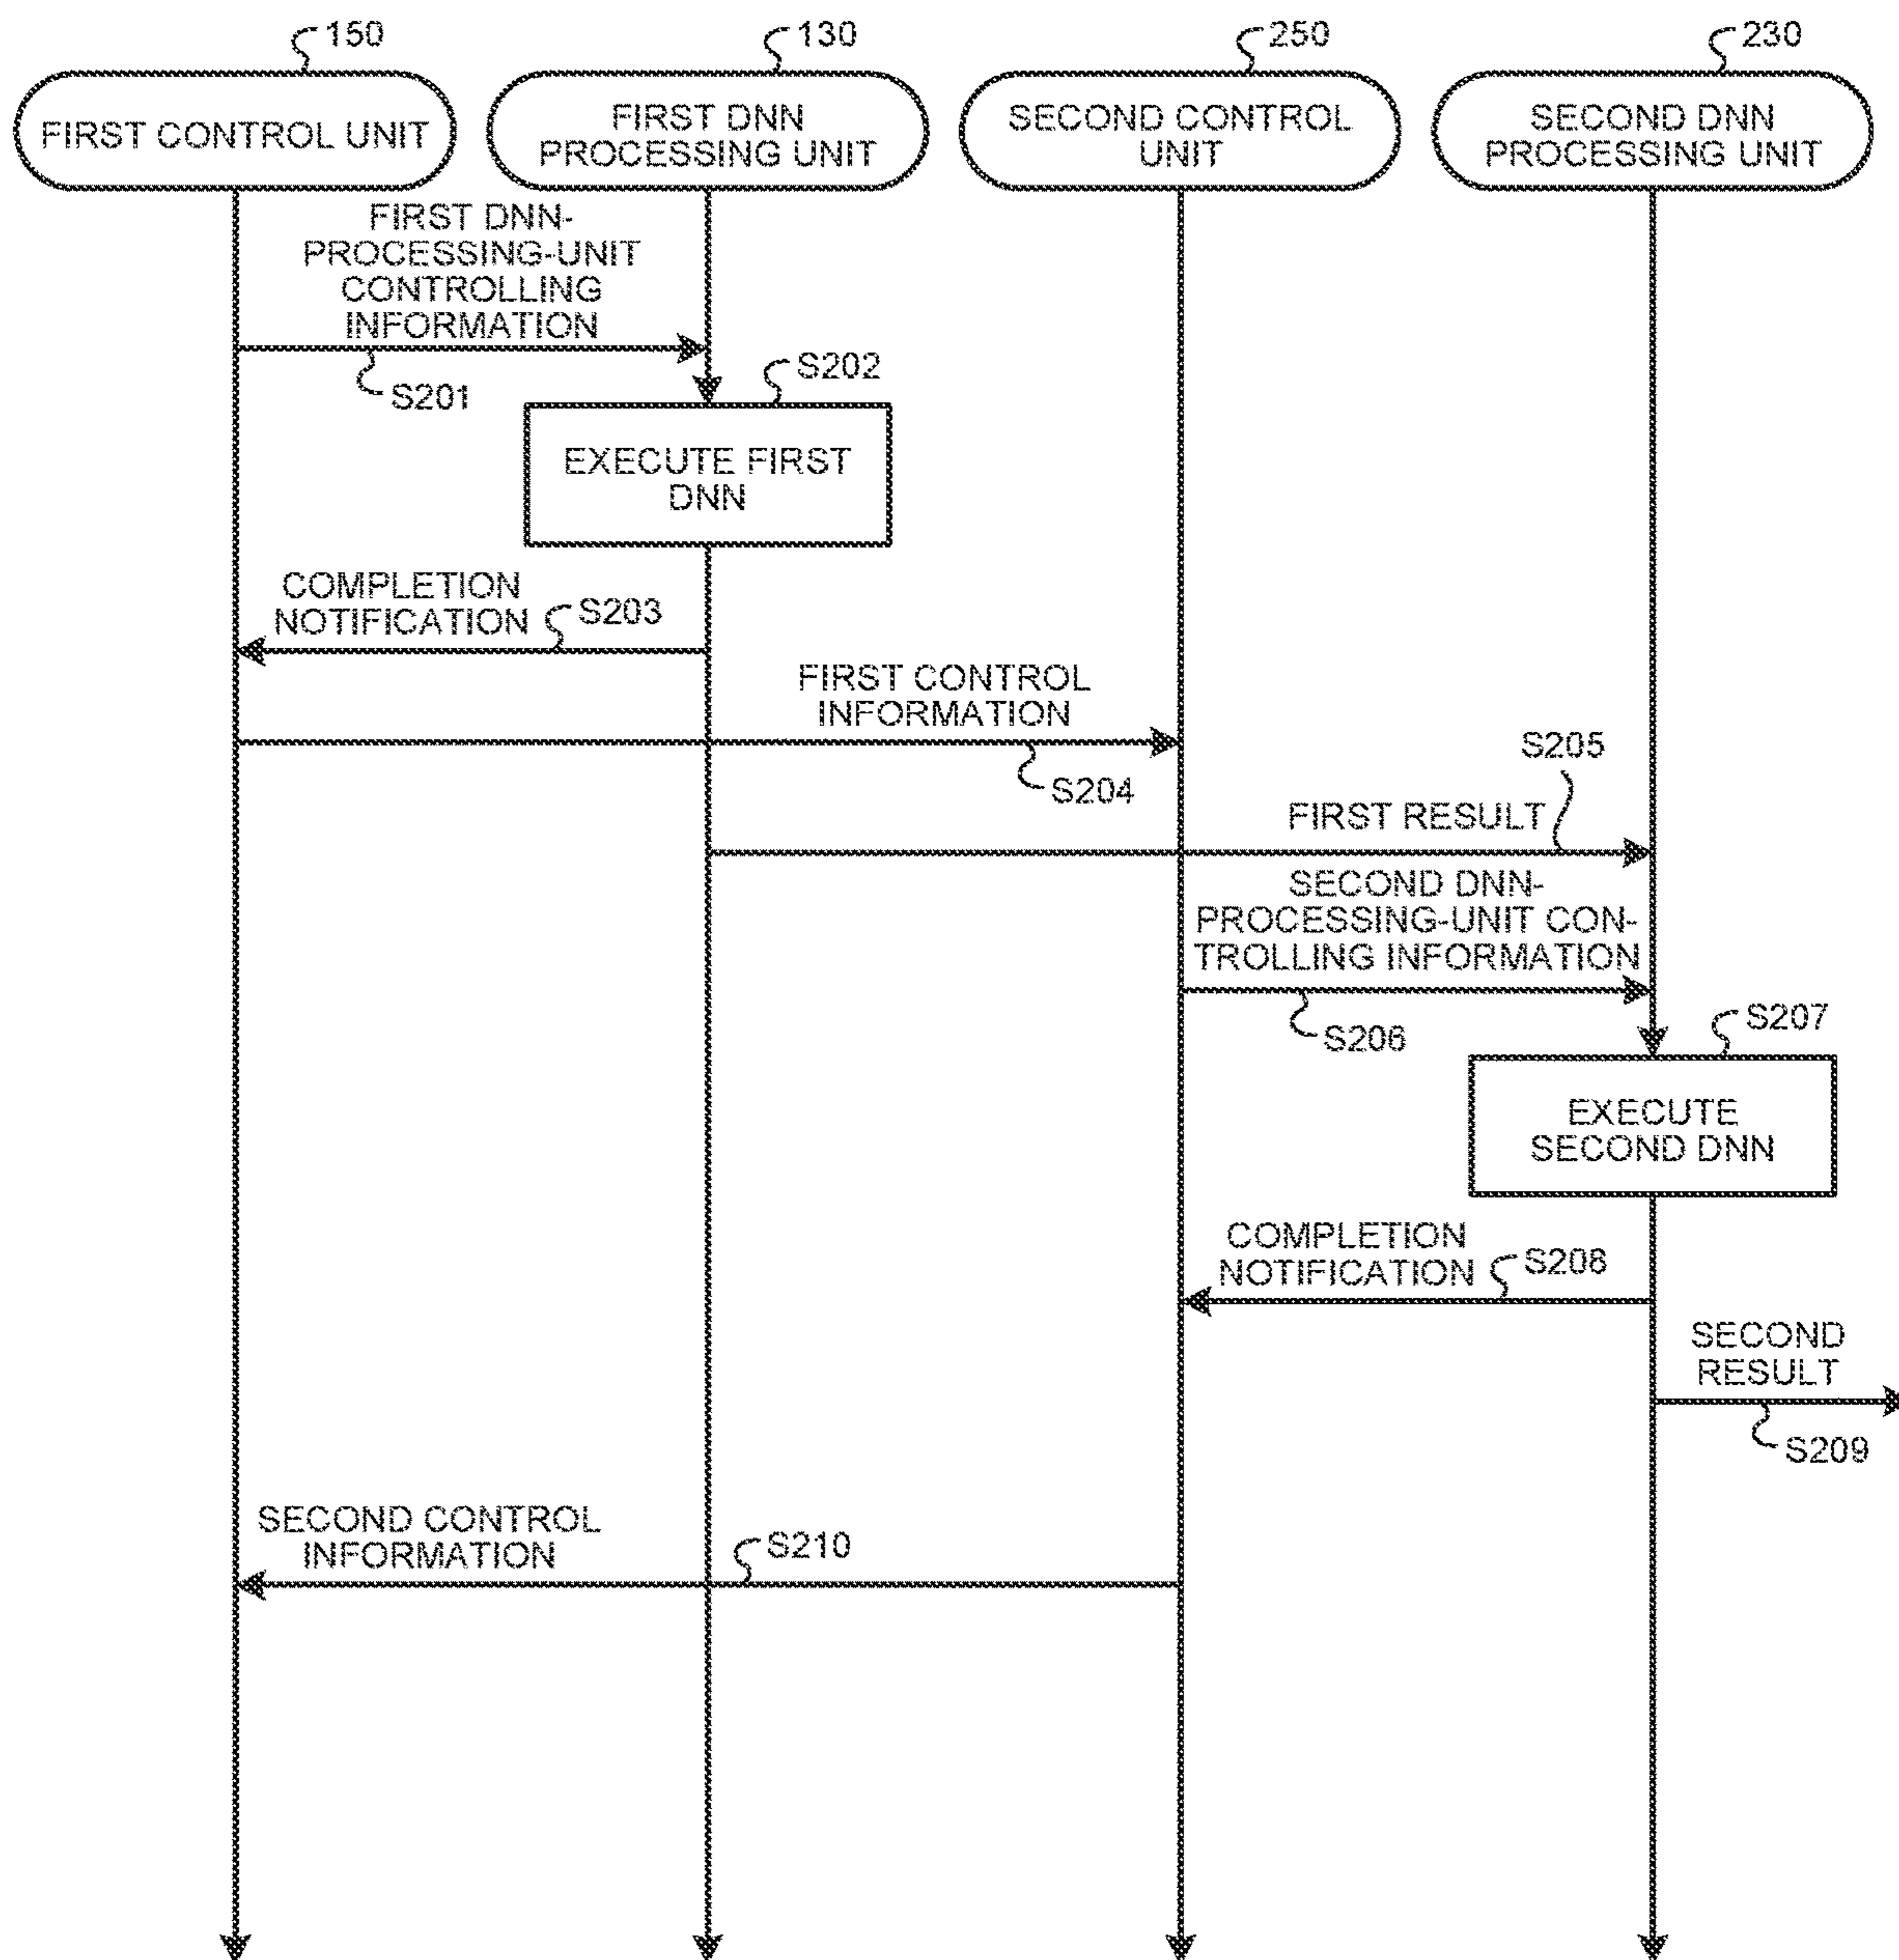 150
130
250
230
FIRST CONTROL UNIT
FIRST DNN
PROCESSING UNIT
SECOND CONTROL
UNIT
SECOND DNN
PROCESSING UNIT
FIRST DNN-
PROCESSING-UNIT
CONTROLLING
INFORMATION
S201
S202
EXECUTE FIRST
DNN
COMPLETION
NOTIFICATION
S203
FIRST CONTROL
INFORMATION
S204
S205
FIRST RESULT
SECOND DNN-
PROCESSING-UNIT CON-
TROLLING INFORMATION
S206
S207
EXECUTE
SECOND DNN
COMPLETION
NOTIFICATION
S208
SECOND
RESULT
S209
SECOND CONTROL
INFORMATION
S210